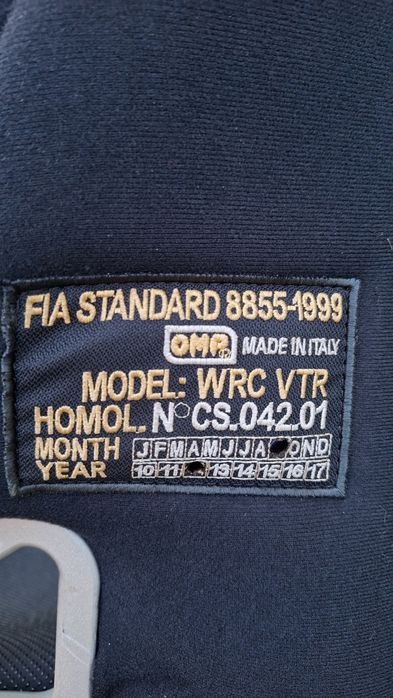 FIA STANDARD 8855-1999
OMP® MADE IN ITALY
MODEL: WRC VTR
HOMOL. N° CS.042.01
MONTH J F M A M J J A O N D
YEAR 10 11 13 14 15 16 17